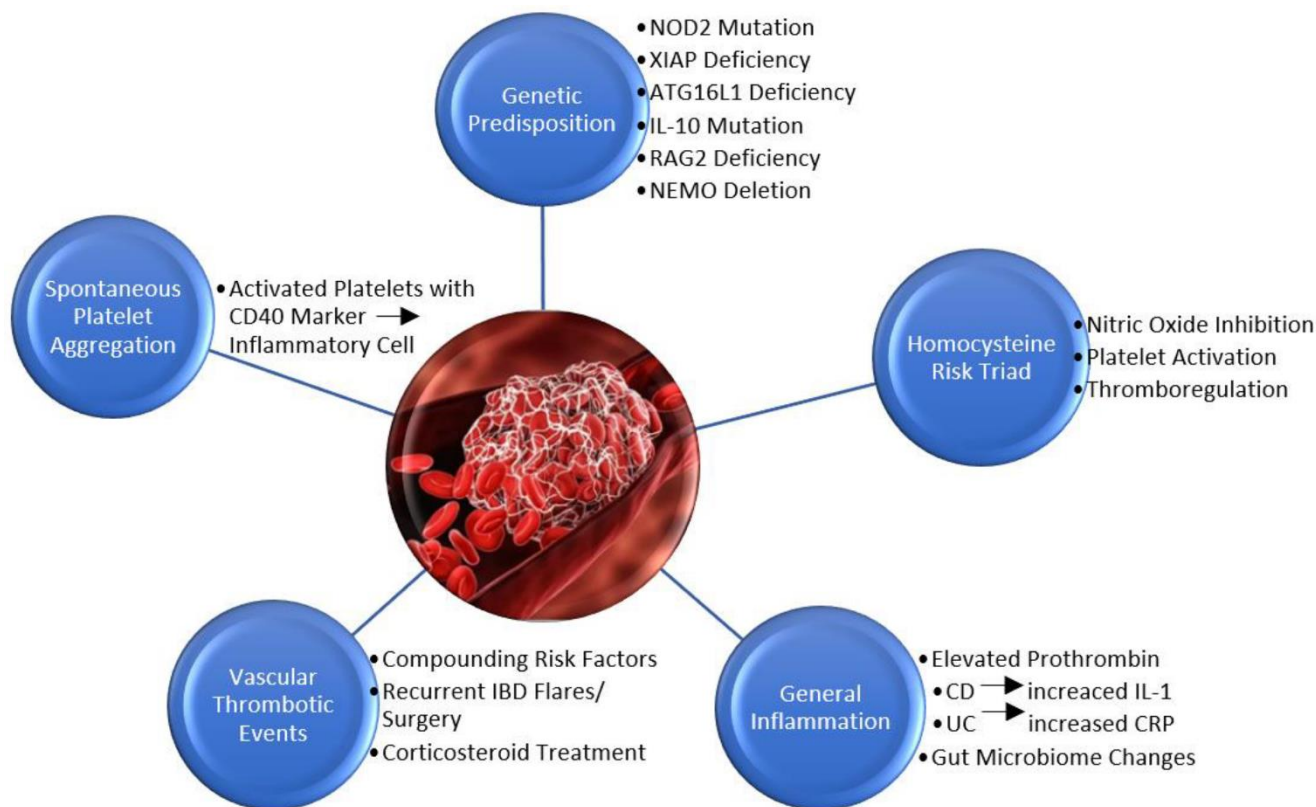 Genetic
Predisposition
•NOD2 Mutation
•XIAP Deficiency
•ATG16L1 Deficiency
•IL-10 Mutation
•RAG2 Deficiency
•NEMO Deletion
Spontaneous
Platelet
Aggregation
•Activated Platelets with
CD40 Marker →
Inflammatory Cell
Homocysteine
Risk Triad
•Nitric Oxide Inhibition
•Platelet Activation
•Thromboregulation
Vascular
Thrombotic
Events
•Compounding Risk Factors
•Recurrent IBD Flares/
Surgery
•Corticosteroid Treatment
General
Inflammation
•Elevated Prothrombin
•CD → increaced IL-1
•UC → increased CRP
•Gut Microbiome Changes